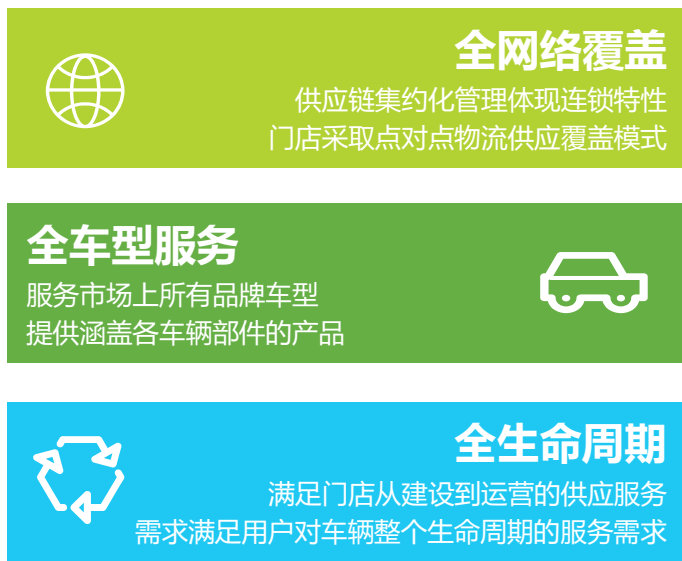 全网络覆盖
供应链集约化管理体现连锁特性
门店采取点对点物流供应覆盖模式
全车型服务
服务市场上所有品牌车型
提供涵盖各车辆部件的产品
全生命周期
满足门店从建设到运营的供应服务
需求满足用户对车辆整个生命周期的服务需求